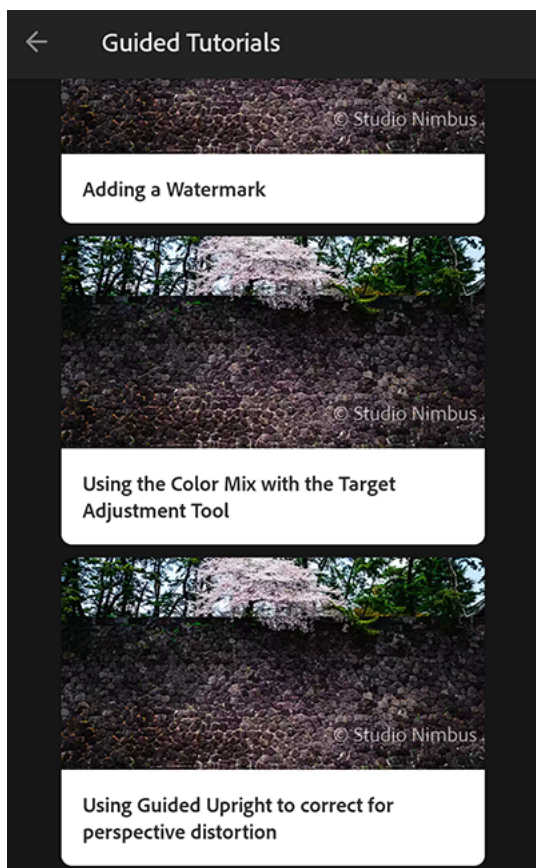 Guided Tutorials
© Studio Nimbus
Adding a Watermark
© Studio Nimbus
Using the Color Mix with the Target
Adjustment Tool
© Studio Nimbus
Using Guided Upright to correct for
perspective distortion